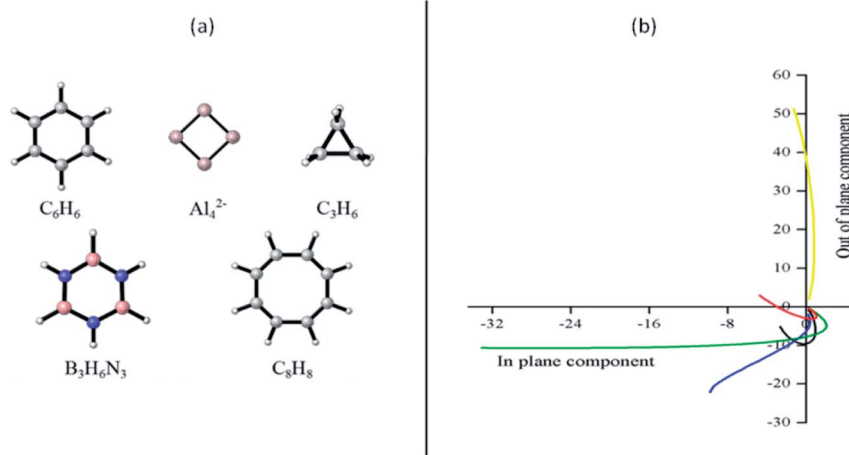 (a)
C₆H₆ Al₄²⁻ C₃H₆
B₃H₆N₃ C₈H₈
(b)
60
50
40
30
20
10
0
-32 -24 -16 -8 0
-10
-20
-30
In plane component
Out of plane component